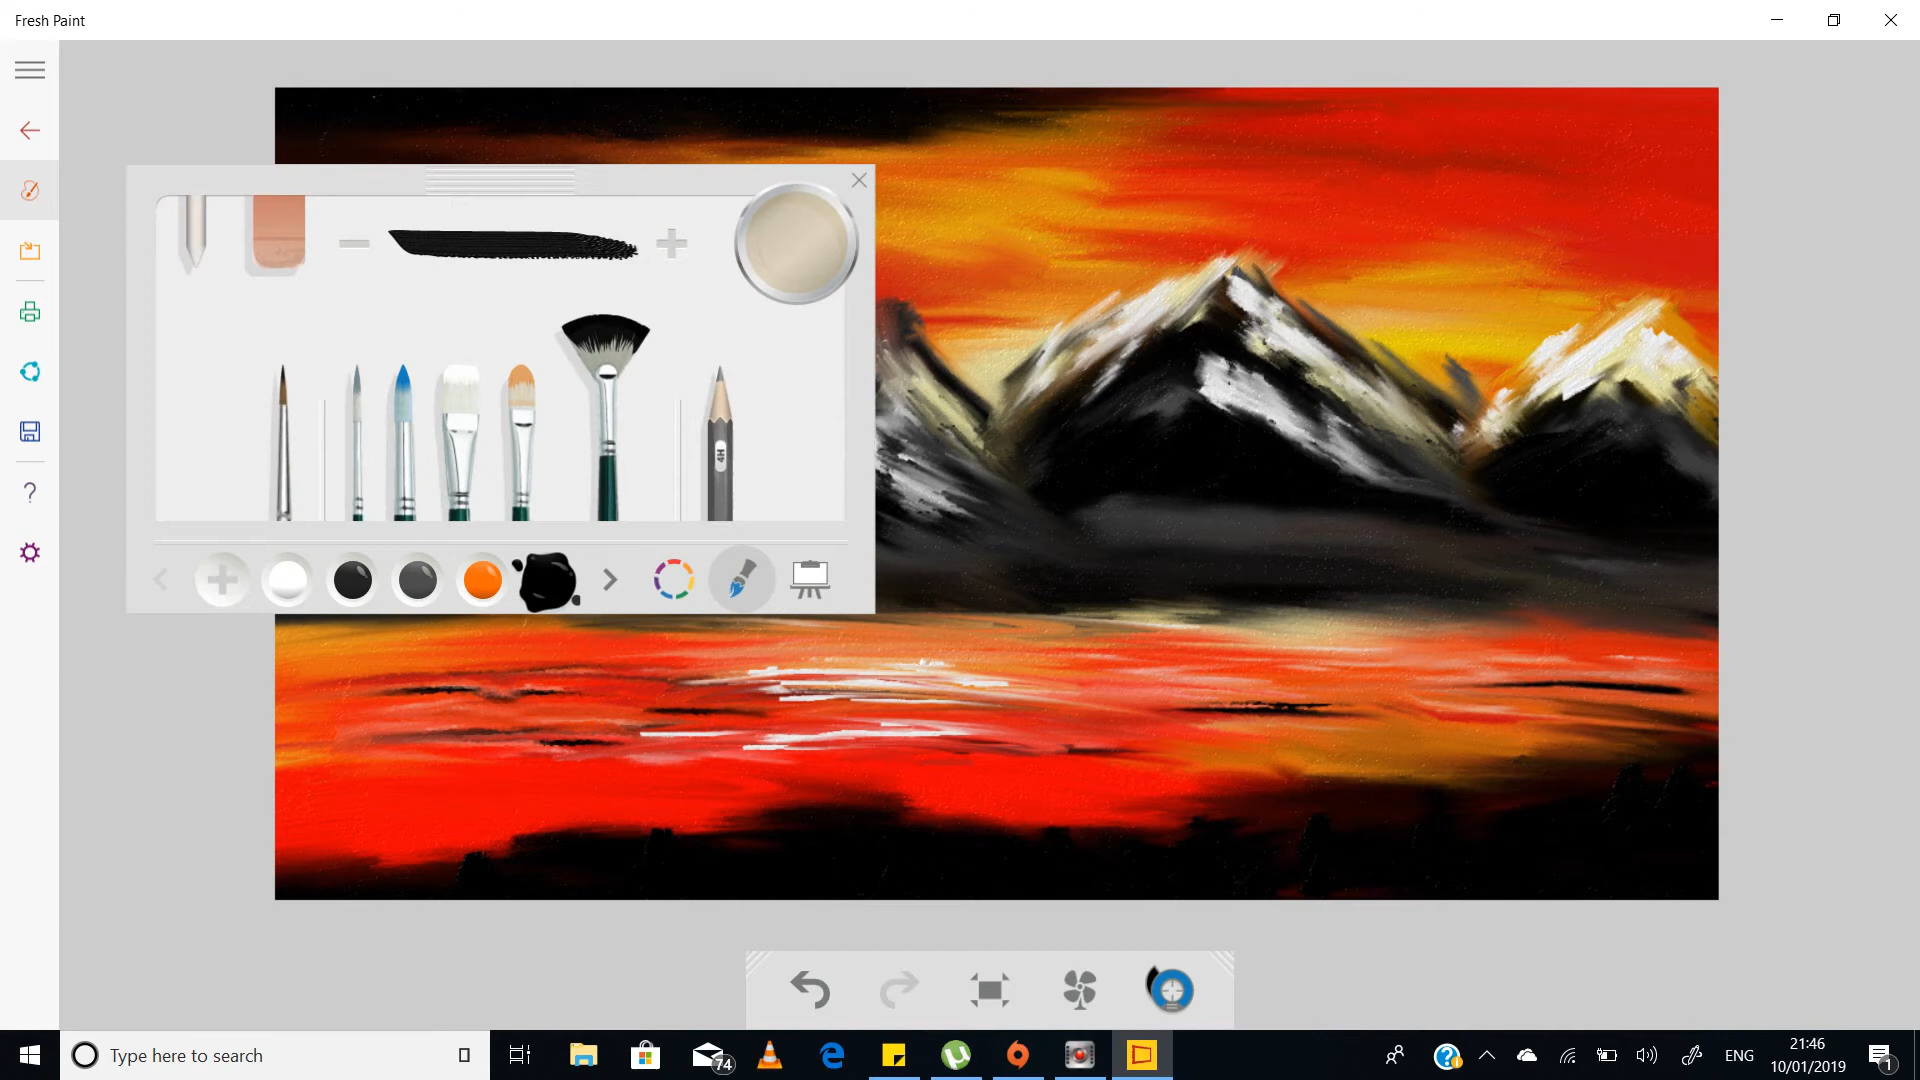 Fresh Paint
4H
Type here to search
74
ENG
21:46
10/01/2019
1